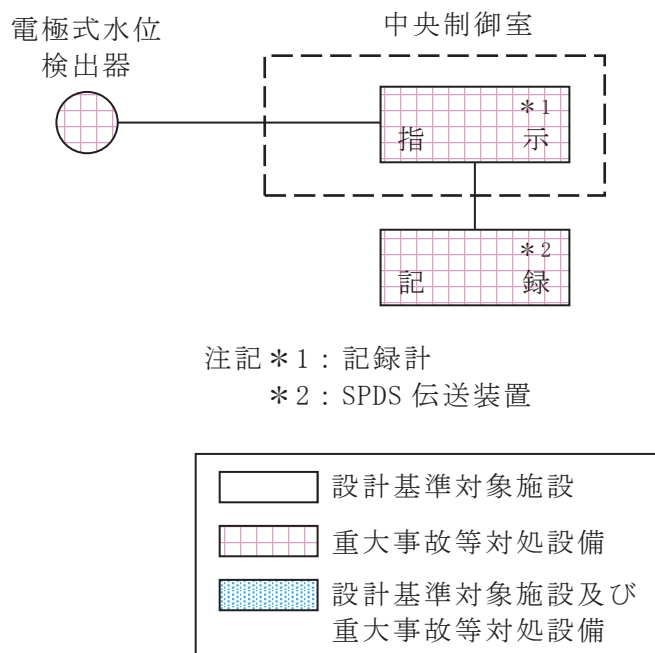 電極式水位
検出器
中央制御室
＊1
指 示
＊2
記 録
注記＊1：記録計
＊2：SPDS 伝送装置
設計基準対象施設
重大事故等対処設備
設計基準対象施設及び
重大事故等対処設備